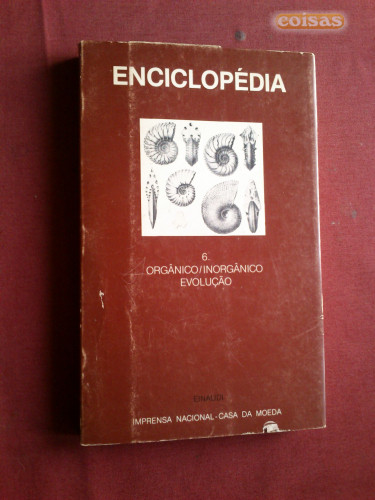 coisas
ENCICLOPÉDIA
6.
ORGÂNICO/INORGÂNICO
EVOLUÇÃO
EINAUDI
IMPRENSA NACIONAL-CASA DA MOEDA